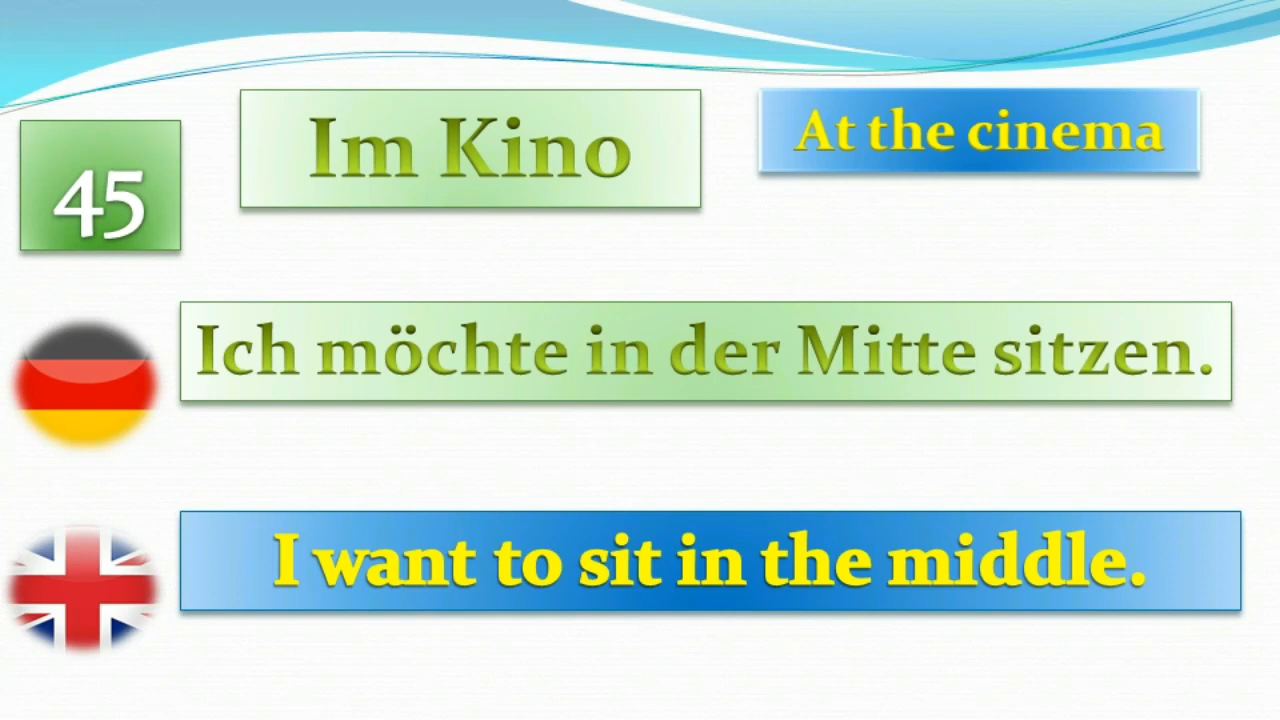 45
Im Kino
At the cinema
Ich möchte in der Mitte sitzen.
I want to sit in the middle.